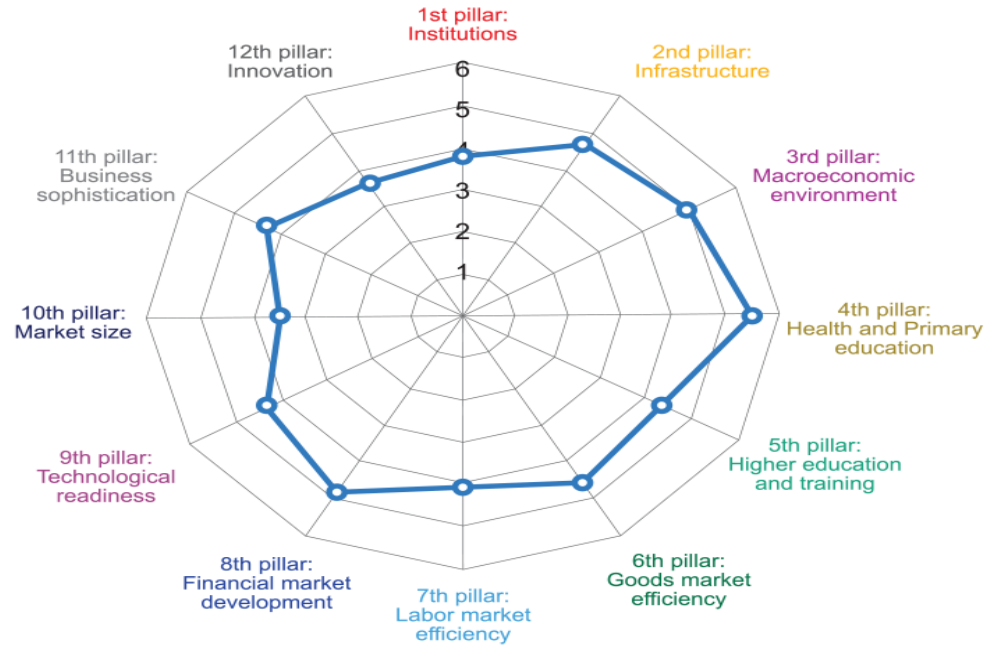 1st pillar:
Institutions
2nd pillar:
Infrastructure
3rd pillar:
Macroeconomic
environment
4th pillar:
Health and Primary
education
5th pillar:
Higher education
and training
6th pillar:
Goods market
efficiency
7th pillar:
Labor market
efficiency
8th pillar:
Financial market
development
9th pillar:
Technological
readiness
10th pillar:
Market size
11th pillar:
Business
sophistication
12th pillar:
Innovation
6
5
4
3
2
1